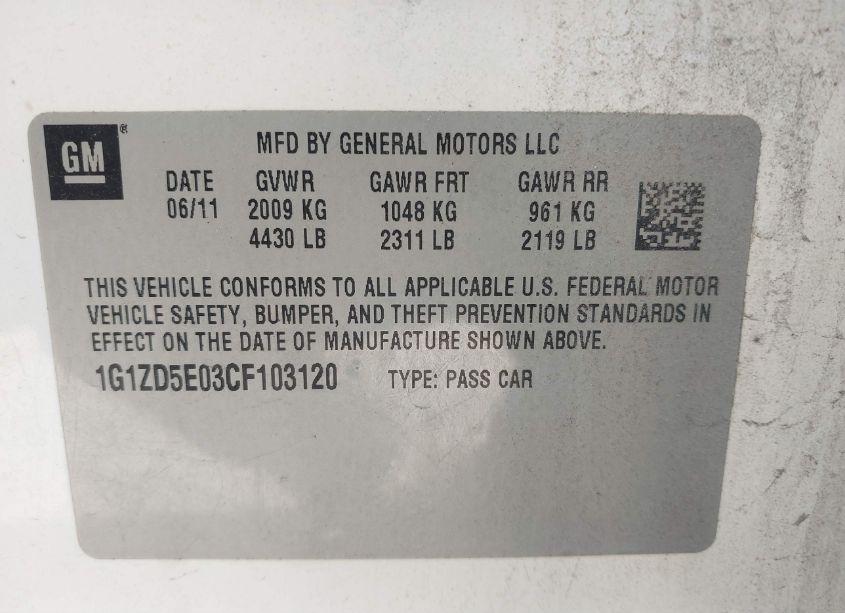 GM®
MFD BY GENERAL MOTORS LLC
DATE GVWR GAWR FRT GAWR RR
06/11 2009 KG 1048 KG 961 KG
4430 LB 2311 LB 2119 LB
THIS VEHICLE CONFORMS TO ALL APPLICABLE U.S. FEDERAL MOTOR
VEHICLE SAFETY, BUMPER, AND THEFT PREVENTION STANDARDS IN
EFFECT ON THE DATE OF MANUFACTURE SHOWN ABOVE.
1G1ZD5E03CF103120 TYPE: PASS CAR